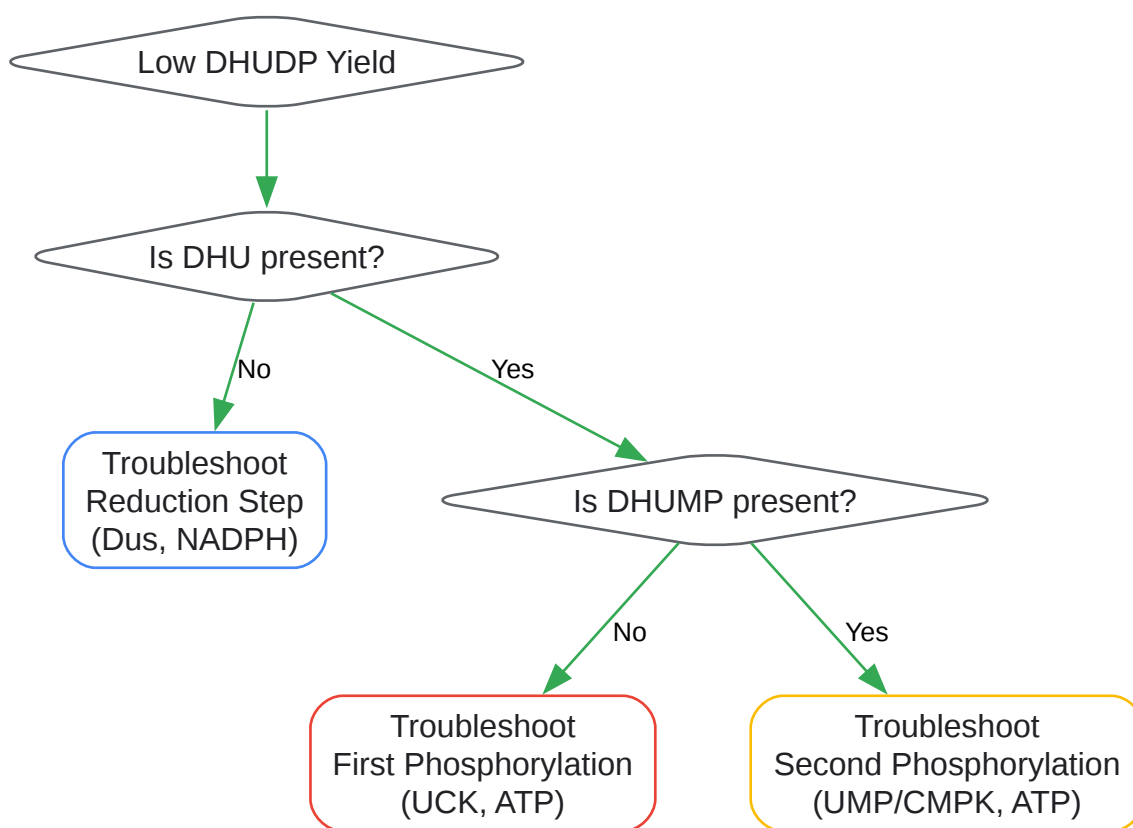 Low DHUDP Yield
Is DHU present?
No
Yes
Troubleshoot
Reduction Step
(Dus, NADPH)
Is DHUMP present?
No
Yes
Troubleshoot
First Phosphorylation
(UCK, ATP)
Troubleshoot
Second Phosphorylation
(UMP/CMPK, ATP)